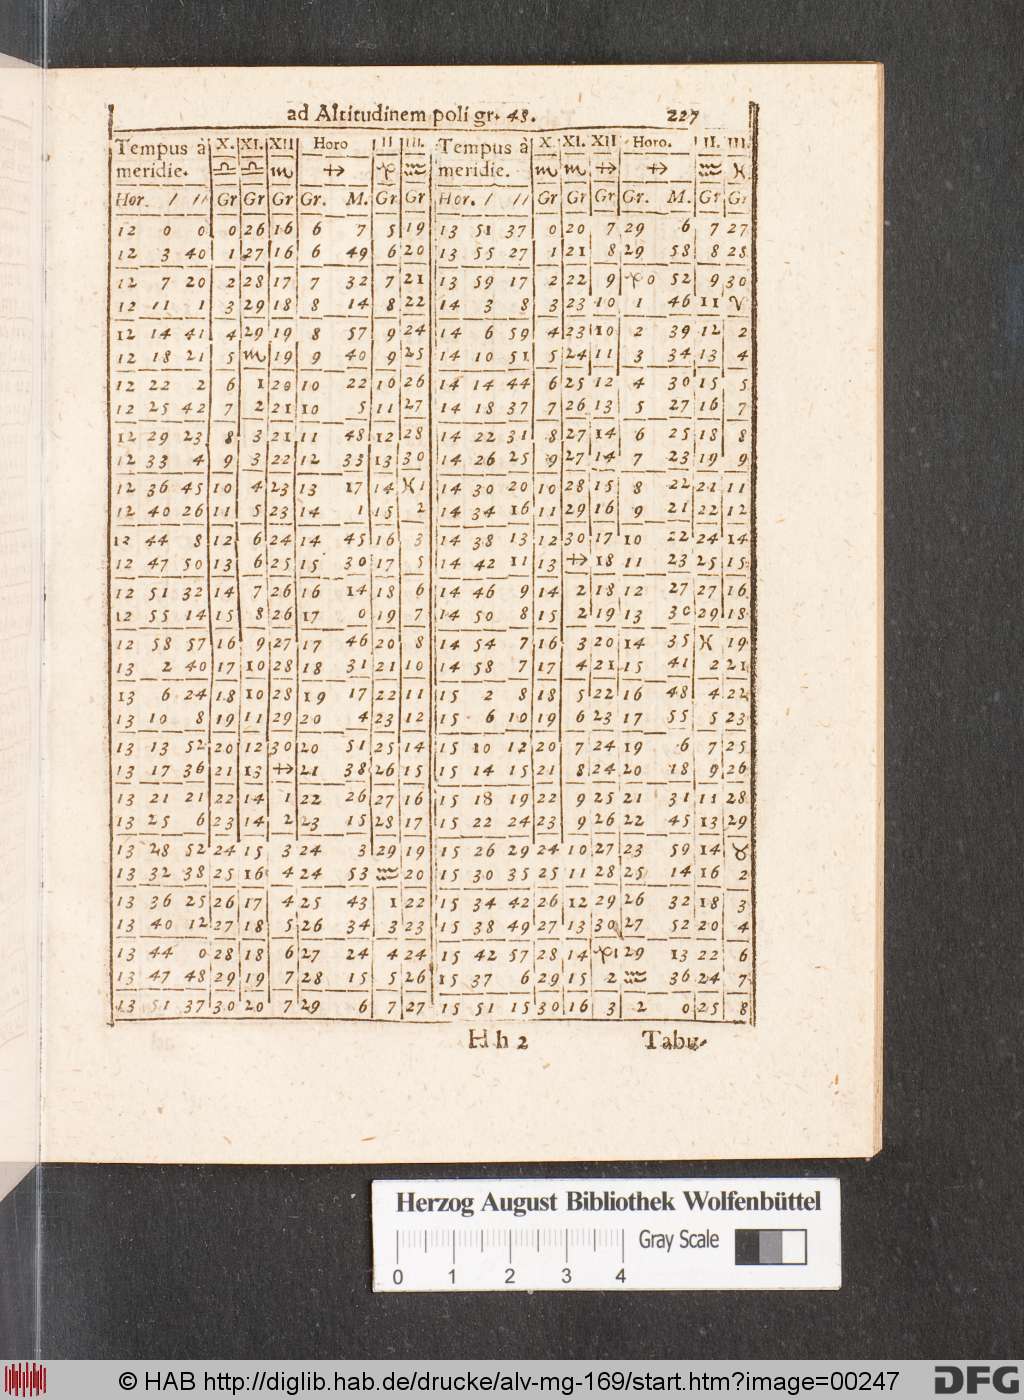 ad Altitudinem poli gr. 48. 227
Tempus à X. XI. XII Horo II III. Tempus à X XI. XII Horo. II. III.
meridie. ♎ ♎ ♏ ♐ ♑ ♒ meridie. ♏ ♏ ♐ ♐ ♒ ♓
Hor. / // Gr Gr Gr Gr. M. Gr Gr Hor. / // Gr Gr Gr Gr. M. Gr Gr
12 0 0 0 26 16 6 7 5 19 13 51 37 0 20 7 29 6 7 27
12 3 40 1 27 16 6 49 6 20 13 55 27 1 21 8 29 58 8 28
12 7 20 2 28 17 7 32 7 21 13 59 17 2 22 9 ♑ 0 52 9 30
12 11 1 3 29 18 8 14 8 22 14 3 8 3 23 10 1 46 11 ♈
12 14 41 4 29 19 8 57 9 24 14 6 59 4 23 10 2 39 12 2
12 18 21 5 ♏ 19 9 40 9 25 14 10 51 5 24 11 3 34 13 4
12 22 2 6 1 20 10 22 10 26 14 14 44 6 25 12 4 30 15 5
12 25 42 7 2 21 10 5 11 27 14 18 37 7 26 13 5 27 16 7
12 29 23 8 3 21 11 48 12 28 14 22 31 8 27 14 6 25 18 8
12 33 4 9 3 22 12 33 13 30 14 26 25 9 27 14 7 23 19 9
12 36 45 10 4 23 13 17 14 ♓ 1 14 30 20 10 28 15 8 22 21 11
12 40 26 11 5 23 14 1 15 2 14 34 16 11 29 16 9 21 22 12
12 44 8 12 6 24 14 45 16 3 14 38 13 12 30 17 10 22 24 14
12 47 50 13 6 25 15 30 17 5 14 42 11 13 ♐ 18 11 23 25 15
12 51 32 14 7 26 16 14 18 6 14 46 9 14 2 18 12 27 27 16
12 55 14 15 8 26 17 0 19 7 14 50 8 15 2 19 13 30 29 18
12 58 57 16 9 27 17 46 20 8 14 54 7 16 3 20 14 35 ♓ 19
13 2 40 17 10 28 18 31 21 10 14 58 7 17 4 21 15 41 2 21
13 6 24 18 10 28 19 17 22 11 15 2 8 18 5 22 16 48 4 22
13 10 8 19 11 29 20 4 23 12 15 6 10 19 6 23 17 55 5 23
13 13 52 20 12 30 20 51 25 14 15 10 12 20 7 24 19 6 7 25
13 17 36 21 13 ♐ 21 38 26 15 15 14 15 21 8 24 20 18 9 26
13 21 21 22 14 1 22 26 27 16 15 18 19 22 9 25 21 31 11 28
13 25 6 23 14 2 23 15 28 17 15 22 24 23 9 26 22 45 13 29
13 28 52 24 15 3 24 3 29 19 15 26 29 24 10 27 23 59 14 ♉
13 32 38 25 16 4 24 53 ♒ 20 15 30 35 25 11 28 25 14 16 2
13 36 25 26 17 4 25 43 1 22 15 34 42 26 12 29 26 32 18 3
13 40 12 27 18 5 26 34 3 23 15 38 49 27 13 30 27 52 20 4
13 44 0 28 18 6 27 24 4 24 15 42 57 28 14 ♑ 1 29 13 22 6
13 47 48 29 19 7 28 15 5 26 15 37 6 29 15 2 ♒ 36 24 7
13 51 37 30 20 7 29 6 7 27 15 51 15 30 16 3 2 0 25 8
H h 2 Tabu-
Herzog August Bibliothek Wolfenbüttel
Gray Scale
0 1 2 3 4
© HAB http://diglib.hab.de/drucke/alv-mg-169/start.htm?image=00247
DFG